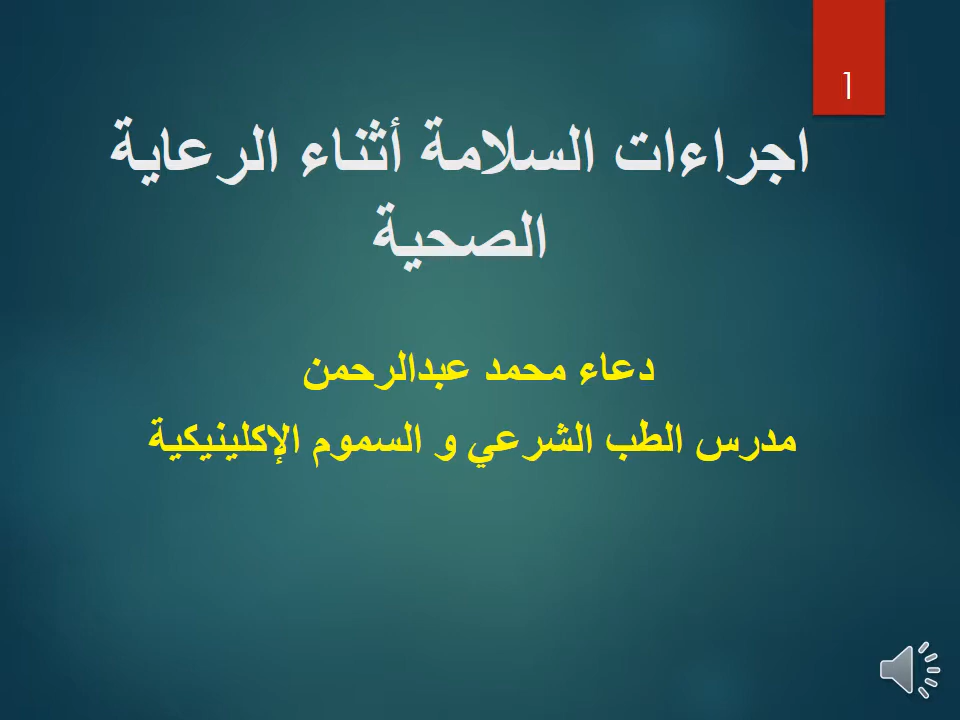 1
اجراءات السلامة أثناء الرعاية
الصحية
دعاء محمد عبدالرحمن
مدرس الطب الشرعي و السموم الإكلينيكية